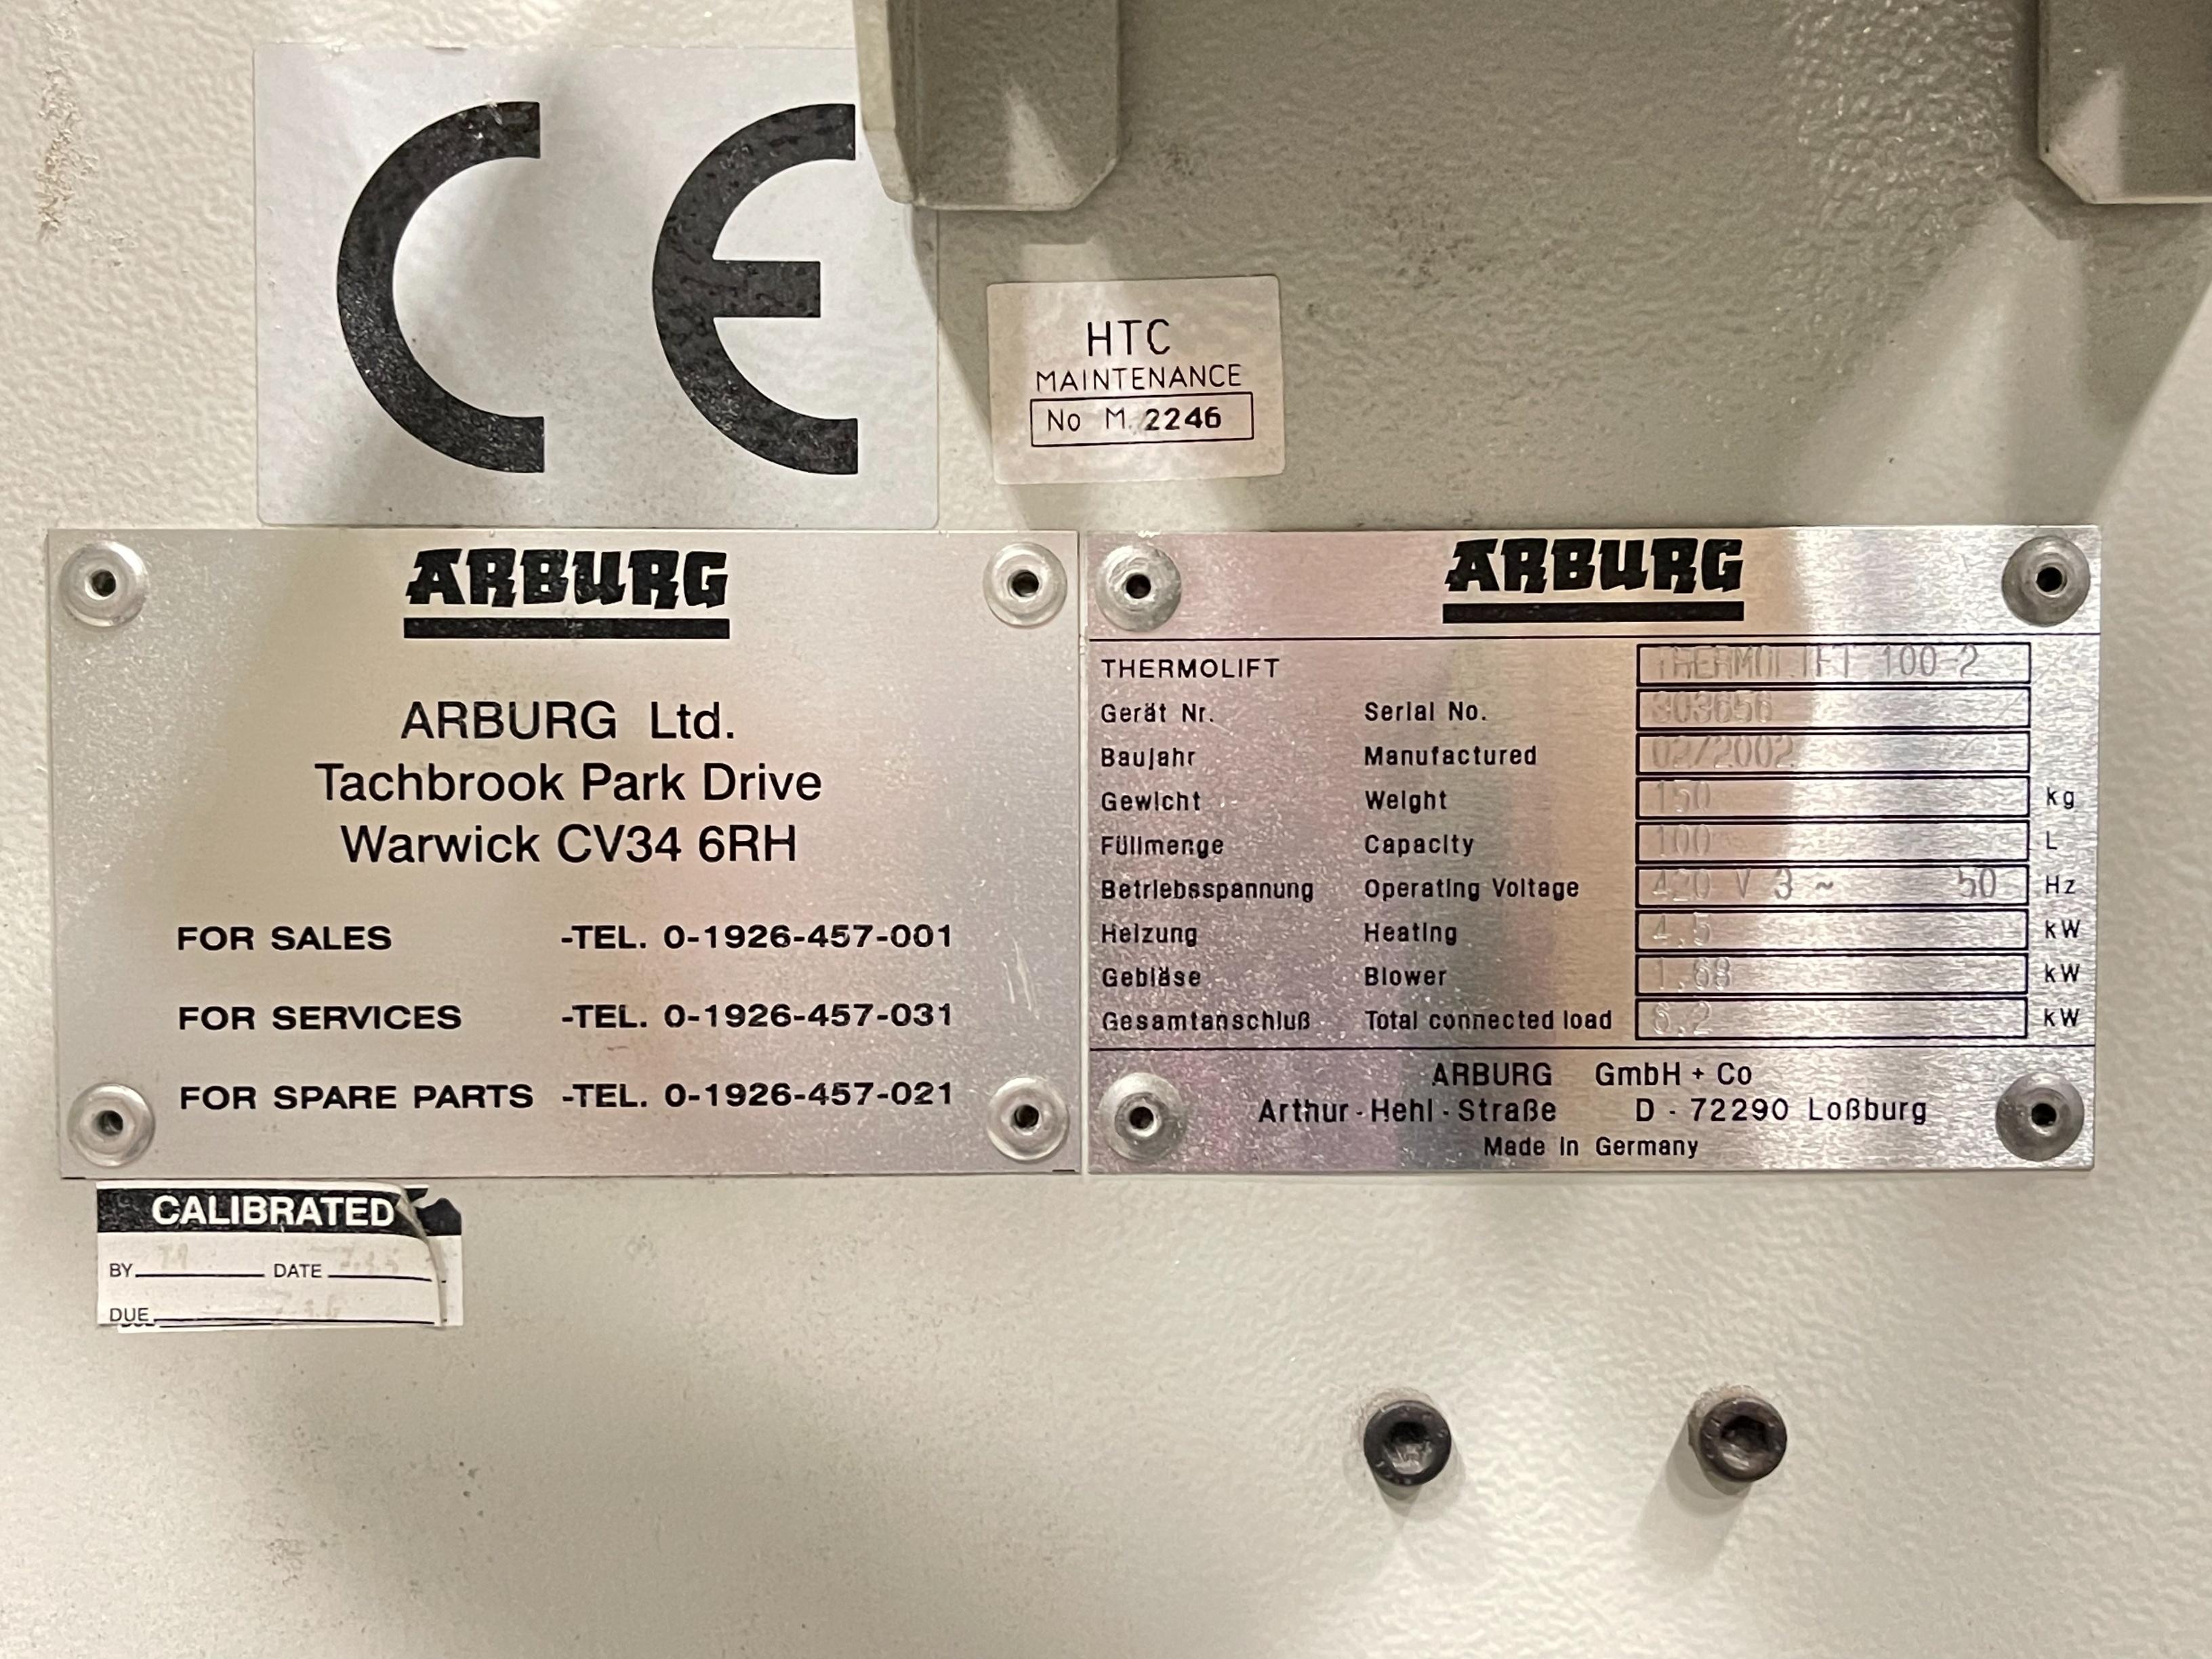 CE
HTC
MAINTENANCE
No M. 2246
ARBURG
ARBURG Ltd.
Tachbrook Park Drive
Warwick CV34 6RH
FOR SALES -TEL. 0-1926-457-001
FOR SERVICES -TEL. 0-1926-457-031
FOR SPARE PARTS -TEL. 0-1926-457-021
ARBURG
THERMOLIFT THERMOLIFT 100-2
Gerät Nr. Serial No. 303656
Baujahr Manufactured 02/2002
Gewicht Weight 150 kg
Füllmenge Capacity 100 L
Betriebsspannung Operating Voltage 420 V 3 ~ 50 Hz
Heizung Heating 4.5 kW
Gebläse Blower 1.68 kW
Gesamtanschluß Total connected load 6.2 kW
ARBURG GmbH + Co
Arthur - Hehl - Straße D - 72290 Loßburg
Made in Germany
CALIBRATED
BY DATE
DUE